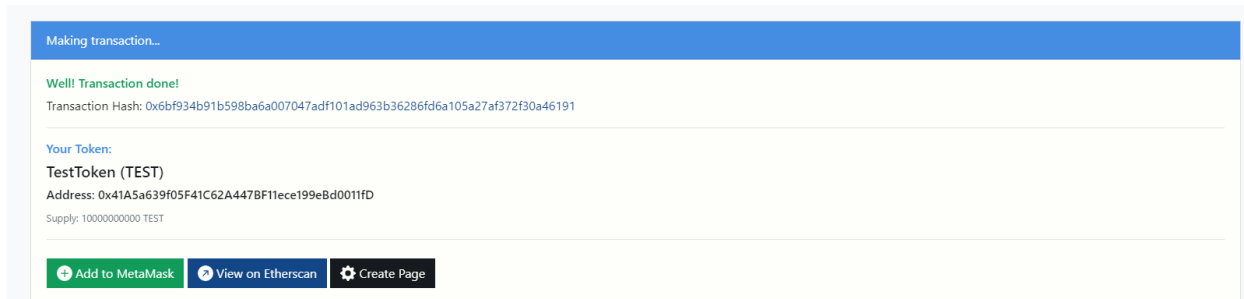 Making transaction...
Well! Transaction done!
Transaction Hash: 0x6bf934b91b598ba6a007047adf101ad963b36286fd6a105a27af372f30a46191
Your Token:
TestToken (TEST)
Address: 0x41A5a639f05F41C62A447BF11ece199eBd0011fD
Supply: 10000000000 TEST
Add to MetaMask
View on Etherscan
Create Page